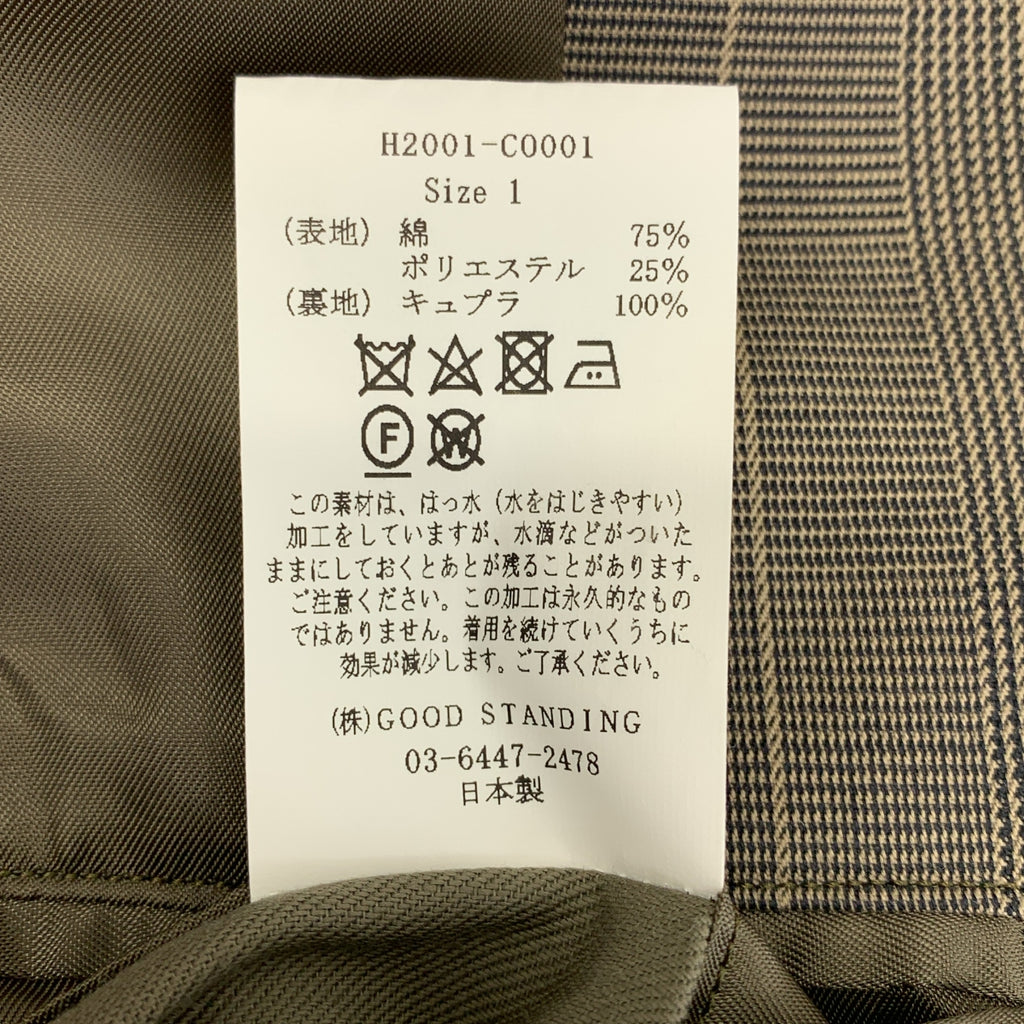 H2001-C0001
Size 1
(表地) 綿 75%
ポリエステル 25%
(裏地) キュプラ 100%
F W
この素材は、はっ水(水をはじきやすい)
加工をしていますが、水滴などがついた
ままにしておくとあとが残ることがあります。
ご注意ください。この加工は永久的なもの
ではありません。着用を続けていくうちに
効果が減少します。ご了承ください。
(株)GOOD STANDING
03-6447-2478
日本製